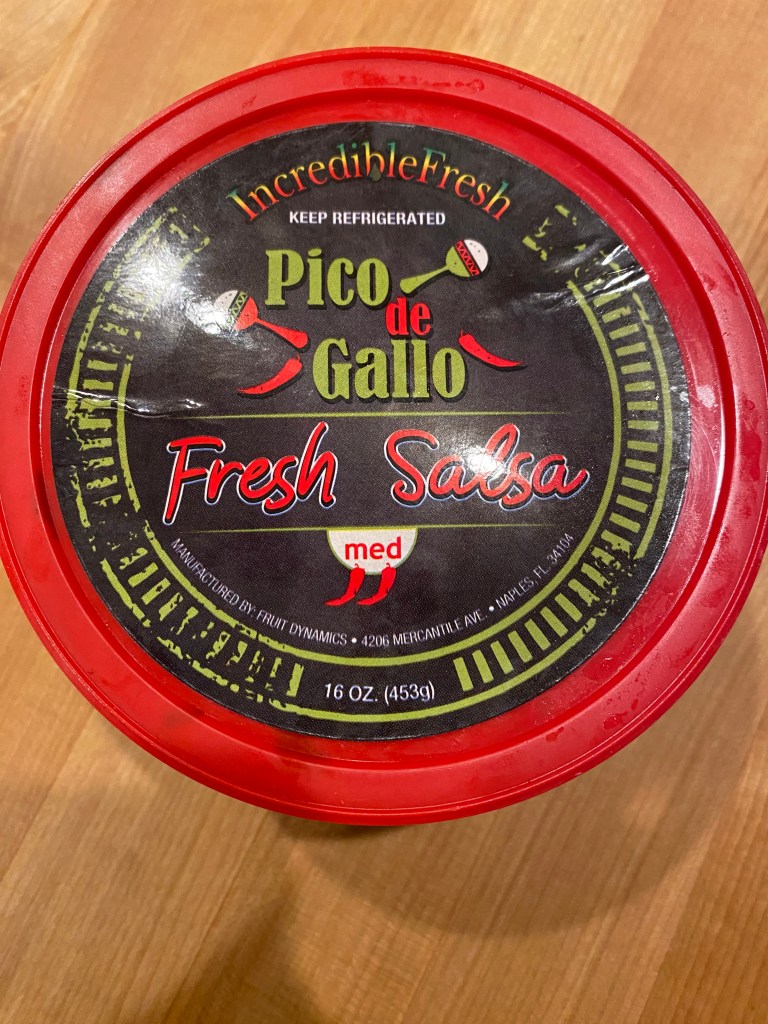 IncredibleFresh
KEEP REFRIGERATED
Pico
de
Gallo
Fresh Salsa
med
MANUFACTURED BY: FRUIT DYNAMICS • 4206 MERCANTILE AVE. • NAPLES, FL. 34104
16 OZ. (453g)